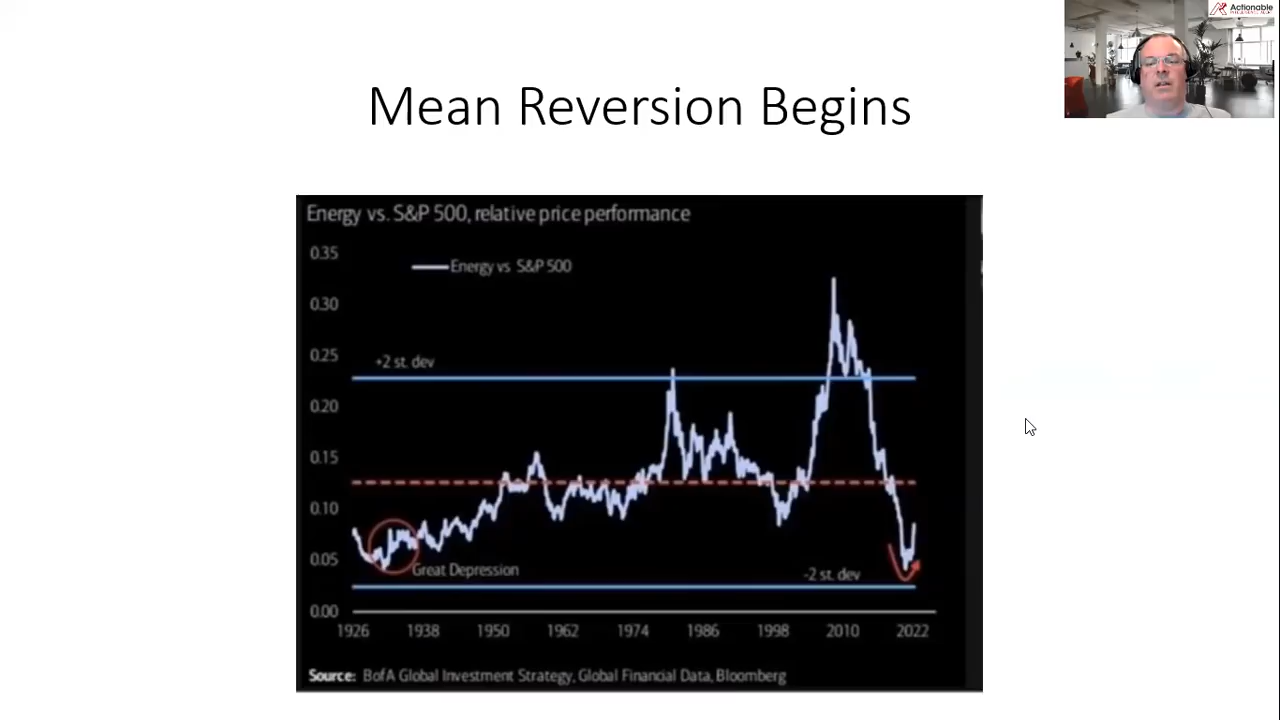 Actionable
Mean Reversion Begins
Energy vs. S&P 500, relative price performance
0.35
Energy vs S&P 500
0.30
0.25
+2 st. dev
0.20
0.15
0.10
0.05
Great Depression
-2 st. dev
0.00
1926 1938 1950 1962 1974 1986 1998 2010 2022
Source: BofA Global Investment Strategy, Global Financial Data, Bloomberg